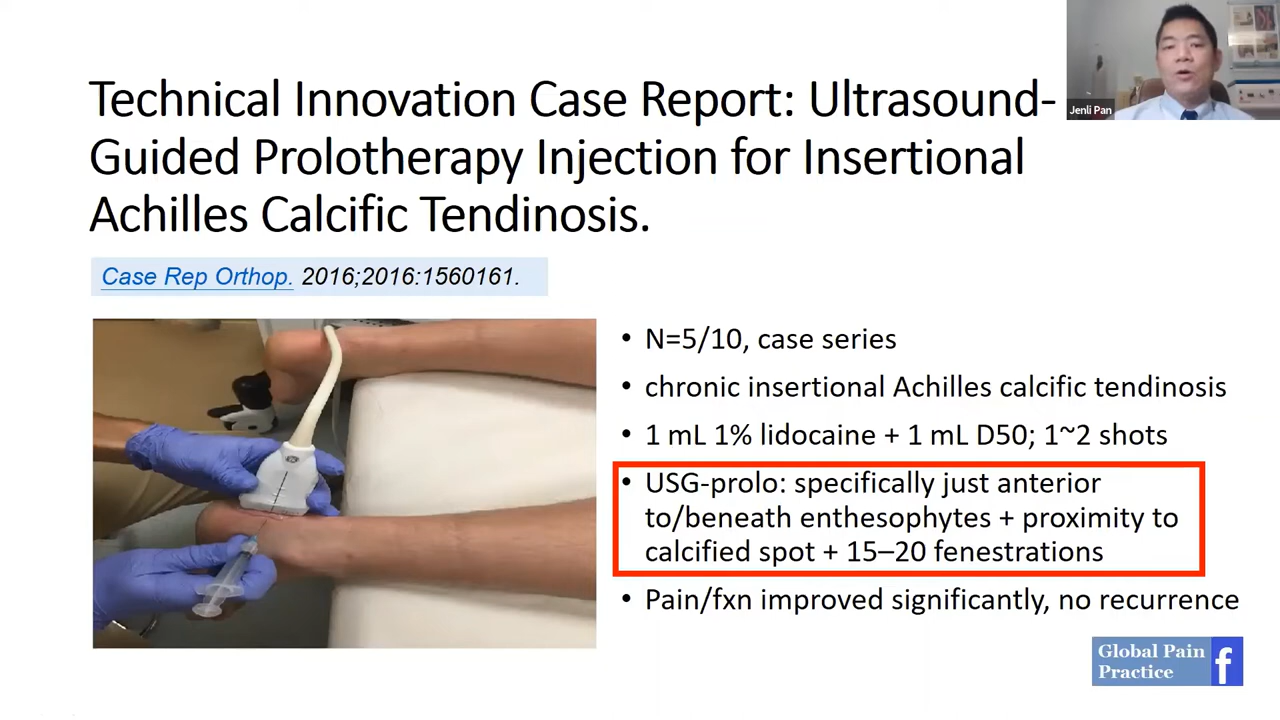 Technical Innovation Case Report: Ultrasound-
Guided Prolotherapy Injection for Insertional
Achilles Calcific Tendinosis.
Jenli Pan
Case Rep Orthop. 2016;2016:1560161.
• N=5/10, case series
• chronic insertional Achilles calcific tendinosis
• 1 mL 1% lidocaine + 1 mL D50; 1~2 shots
• USG-prolo: specifically just anterior
to/beneath enthesophytes + proximity to
calcified spot + 15–20 fenestrations
• Pain/fxn improved significantly, no recurrence
Global Pain
Practice
f